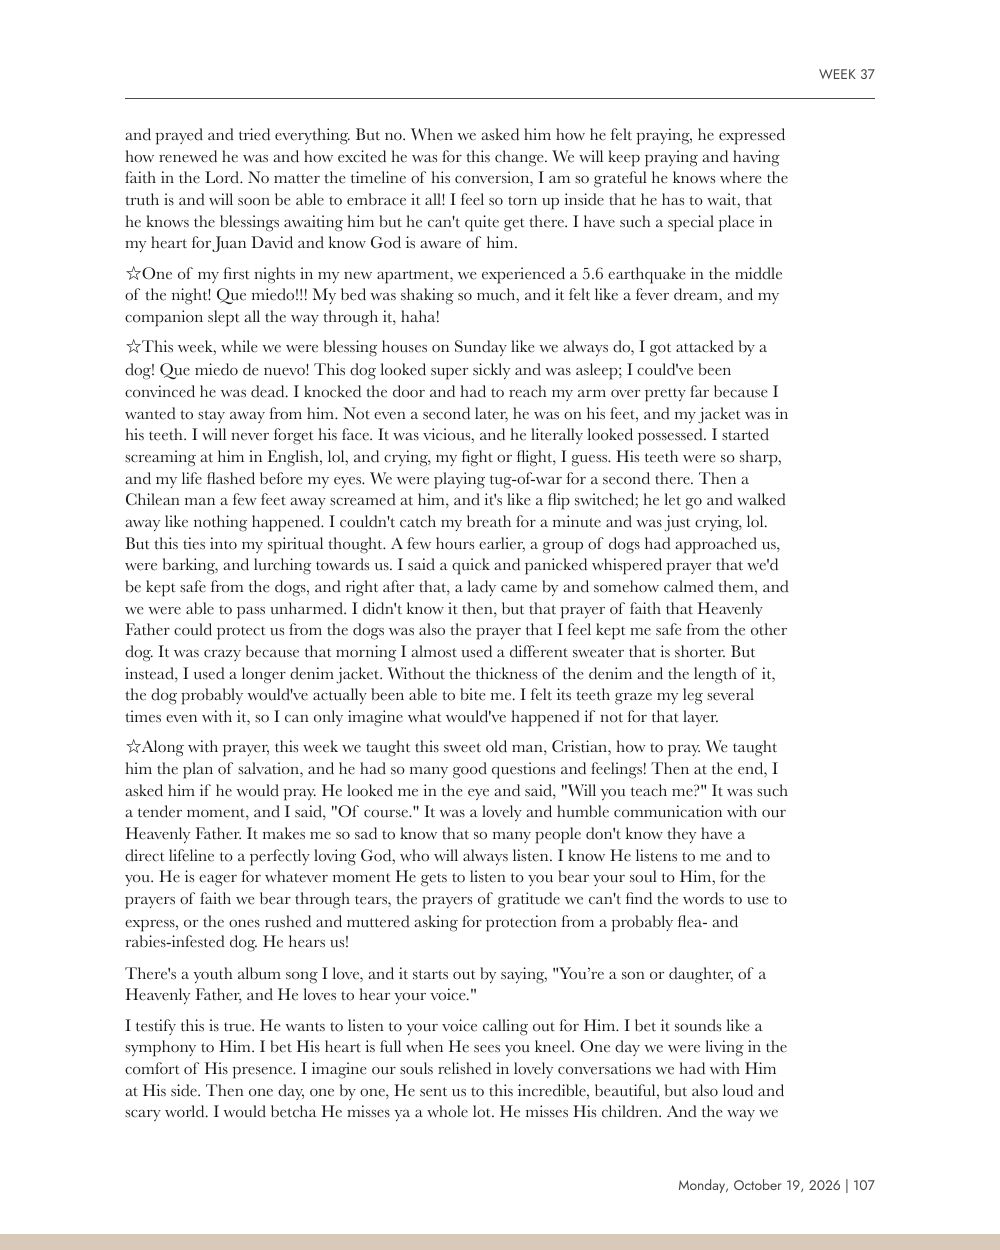 WEEK 37
and prayed and tried everything. But no. When we asked him how he felt praying, he expressed
how renewed he was and how excited he was for this change. We will keep praying and having
faith in the Lord. No matter the timeline of his conversion, I am so grateful he knows where the
truth is and will soon be able to embrace it all! I feel so torn up inside that he has to wait, that
he knows the blessings awaiting him but he can't quite get there. I have such a special place in
my heart for Juan David and know God is aware of him.
☆One of my first nights in my new apartment, we experienced a 5.6 earthquake in the middle
of the night! Que miedo!!! My bed was shaking so much, and it felt like a fever dream, and my
companion slept all the way through it, haha!
☆This week, while we were blessing houses on Sunday like we always do, I got attacked by a
dog! Que miedo de nuevo! This dog looked super sickly and was asleep; I could've been
convinced he was dead. I knocked the door and had to reach my arm over pretty far because I
wanted to stay away from him. Not even a second later, he was on his feet, and my jacket was in
his teeth. I will never forget his face. It was vicious, and he literally looked possessed. I started
screaming at him in English, lol, and crying, my fight or flight, I guess. His teeth were so sharp,
and my life flashed before my eyes. We were playing tug-of-war for a second there. Then a
Chilean man a few feet away screamed at him, and it's like a flip switched; he let go and walked
away like nothing happened. I couldn't catch my breath for a minute and was just crying, lol.
But this ties into my spiritual thought. A few hours earlier, a group of dogs had approached us,
were barking, and lurching towards us. I said a quick and panicked whispered prayer that we'd
be kept safe from the dogs, and right after that, a lady came by and somehow calmed them, and
we were able to pass unharmed. I didn't know it then, but that prayer of faith that Heavenly
Father could protect us from the dogs was also the prayer that I feel kept me safe from the other
dog. It was crazy because that morning I almost used a different sweater that is shorter. But
instead, I used a longer denim jacket. Without the thickness of the denim and the length of it,
the dog probably would've actually been able to bite me. I felt its teeth graze my leg several
times even with it, so I can only imagine what would've happened if not for that layer.
☆Along with prayer, this week we taught this sweet old man, Cristian, how to pray. We taught
him the plan of salvation, and he had so many good questions and feelings! Then at the end, I
asked him if he would pray. He looked me in the eye and said, "Will you teach me?" It was such
a tender moment, and I said, "Of course." It was a lovely and humble communication with our
Heavenly Father. It makes me so sad to know that so many people don't know they have a
direct lifeline to a perfectly loving God, who will always listen. I know He listens to me and to
you. He is eager for whatever moment He gets to listen to you bear your soul to Him, for the
prayers of faith we bear through tears, the prayers of gratitude we can't find the words to use to
express, or the ones rushed and muttered asking for protection from a probably flea- and
rabies-infested dog. He hears us!
There's a youth album song I love, and it starts out by saying, "You’re a son or daughter, of a
Heavenly Father, and He loves to hear your voice."
I testify this is true. He wants to listen to your voice calling out for Him. I bet it sounds like a
symphony to Him. I bet His heart is full when He sees you kneel. One day we were living in the
comfort of His presence. I imagine our souls relished in lovely conversations we had with Him
at His side. Then one day, one by one, He sent us to this incredible, beautiful, but also loud and
scary world. I would betcha He misses ya a whole lot. He misses His children. And the way we
Monday, October 19, 2026 | 107